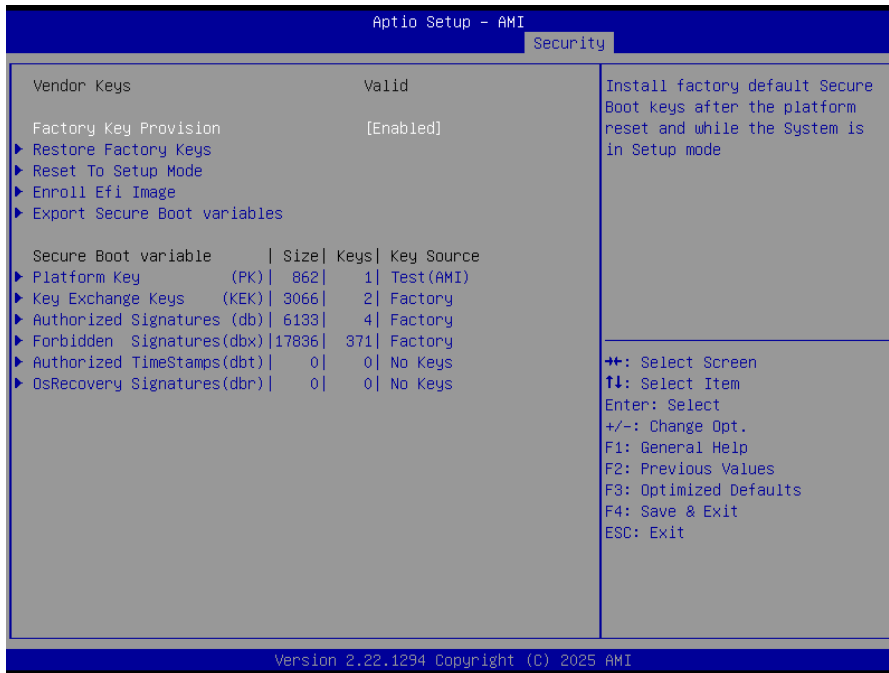 Aptio Setup – AMI
Security
Vendor Keys Valid
Factory Key Provision [Enabled]
Restore Factory Keys
Reset To Setup Mode
Enroll Efi Image
Export Secure Boot variables
Secure Boot variable | Size| Keys| Key Source
Platform Key (PK)| 862| 1| Test(AMI)
Key Exchange Keys (KEK)| 3066| 2| Factory
Authorized Signatures (db)| 6133| 4| Factory
Forbidden Signatures(dbx)|17836| 371| Factory
Authorized TimeStamps(dbt)| 0| 0| No Keys
OsRecovery Signatures(dbr)| 0| 0| No Keys
Install factory default Secure
Boot keys after the platform
reset and while the System is
in Setup mode
→←: Select Screen
↑↓: Select Item
Enter: Select
+/-: Change Opt.
F1: General Help
F2: Previous Values
F3: Optimized Defaults
F4: Save & Exit
ESC: Exit
Version 2.22.1294 Copyright (C) 2025 AMI